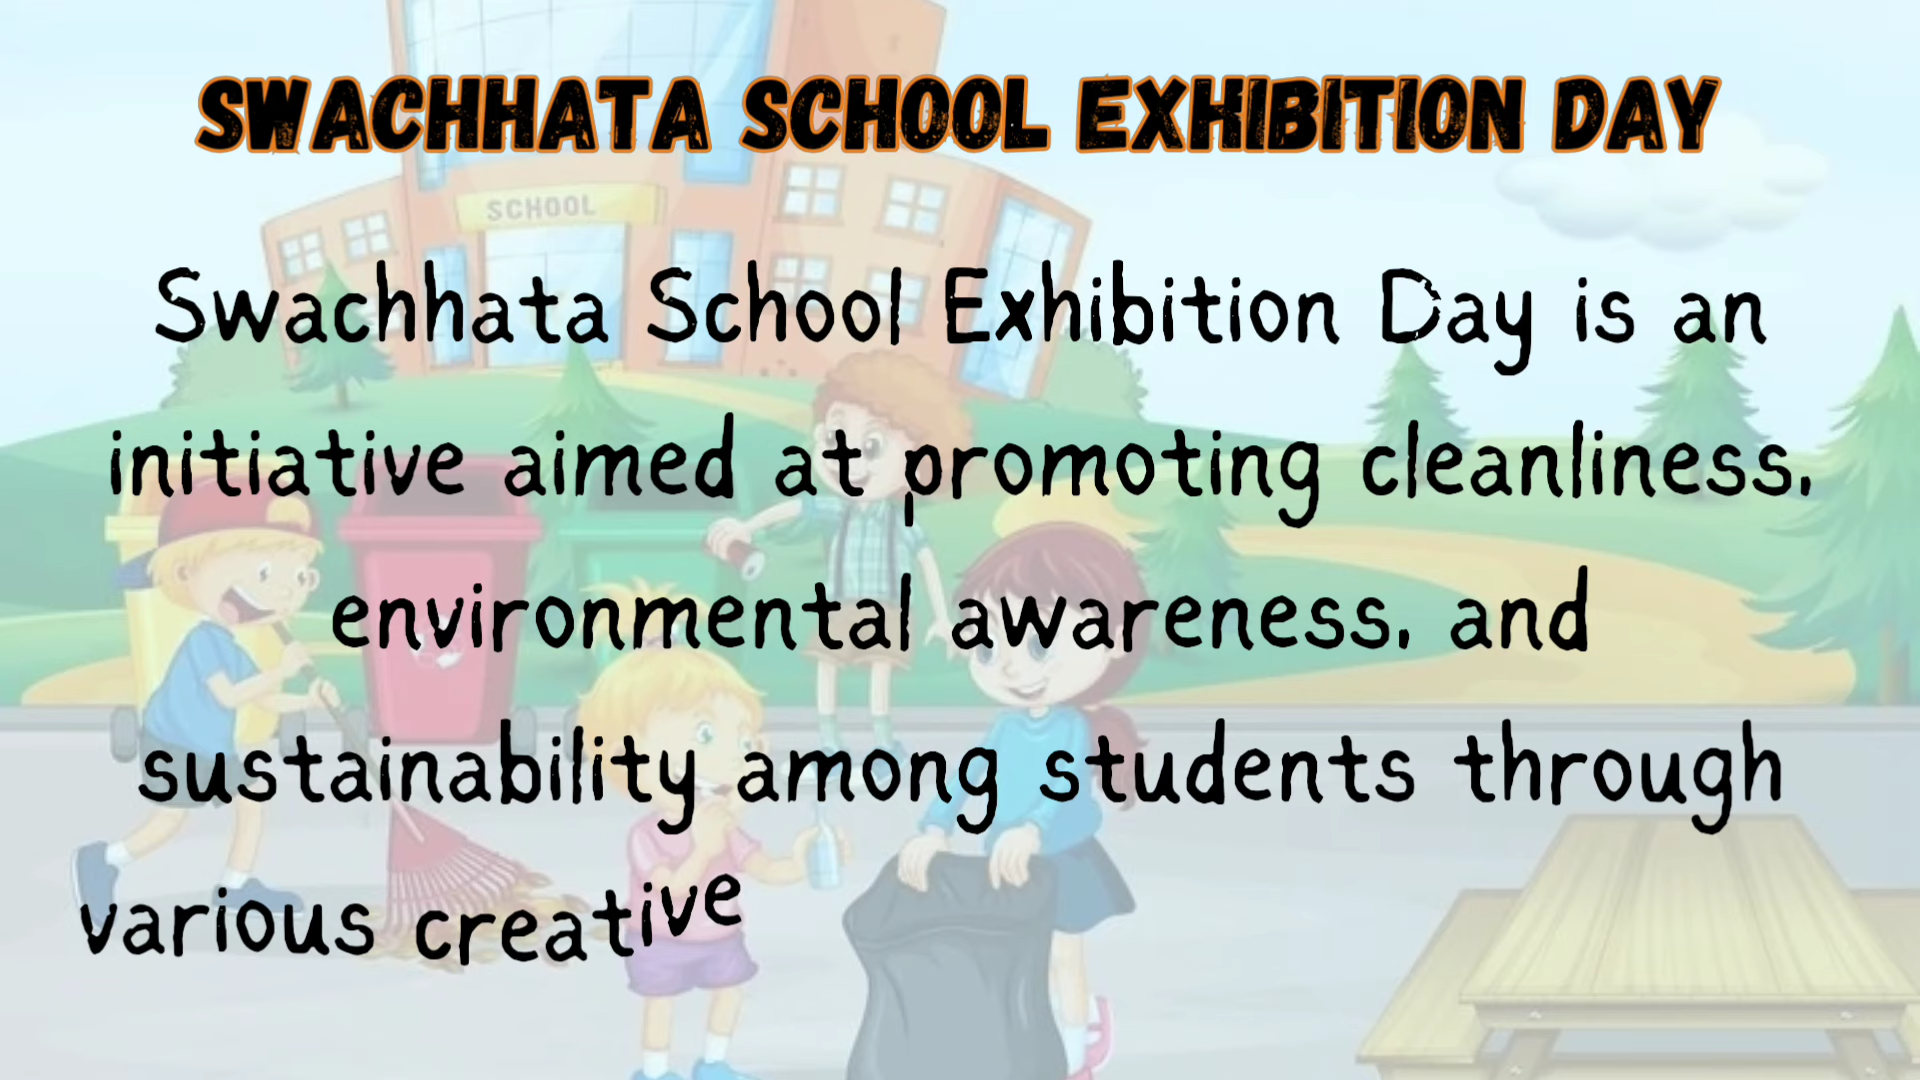 SWACHHATA SCHOOL EXHIBITION DAY
SCHOOL
Swachhata School Exhibition Day is an
initiative aimed at promoting cleanliness,
environmental awareness, and
sustainability among students through
various creative